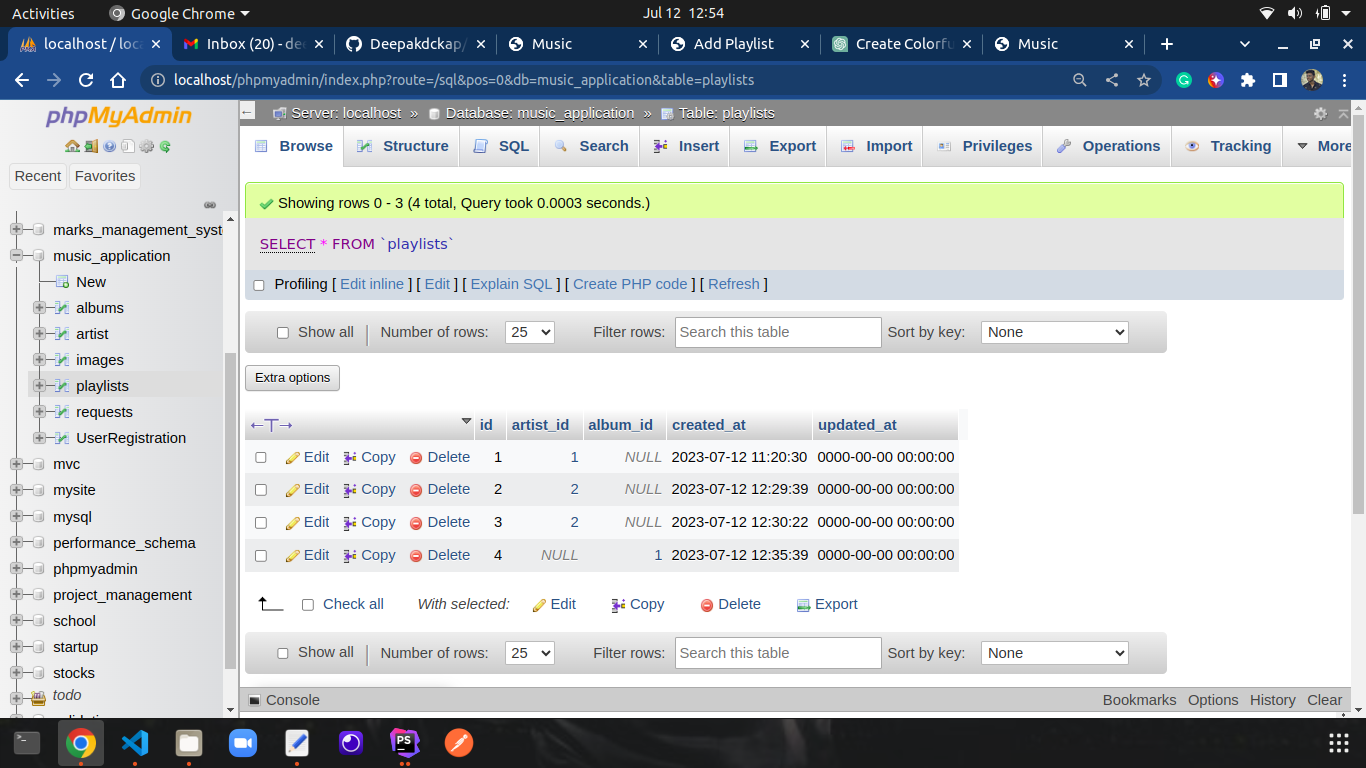 Activities Google Chrome Jul 12 12:54
localhost / loca Inbox (20) - dee Deepakdckap/ Music Add Playlist Create Colorfu Music
localhost/phpmyadmin/index.php?route=/sql&pos=0&db=music_application&table=playlists
phpMyAdmin
Recent Favorites
marks_management_syst
music_application
New
albums
artist
images
playlists
requests
UserRegistration
mvc
mysite
mysql
performance_schema
phpmyadmin
project_management
school
startup
stocks
todo
Server: localhost » Database: music_application » Table: playlists
Browse Structure SQL Search Insert Export Import Privileges Operations Tracking More
Showing rows 0 - 3 (4 total, Query took 0.0003 seconds.)
SELECT * FROM `playlists`
Profiling [ Edit inline ] [ Edit ] [ Explain SQL ] [ Create PHP code ] [ Refresh ]
Show all Number of rows: 25 Filter rows: Search this table Sort by key: None
Extra options
←T→ id artist_id album_id created_at updated_at
Edit Copy Delete 1 1 NULL 2023-07-12 11:20:30 0000-00-00 00:00:00
Edit Copy Delete 2 2 NULL 2023-07-12 12:29:39 0000-00-00 00:00:00
Edit Copy Delete 3 2 NULL 2023-07-12 12:30:22 0000-00-00 00:00:00
Edit Copy Delete 4 NULL 1 2023-07-12 12:35:39 0000-00-00 00:00:00
Check all With selected: Edit Copy Delete Export
Show all Number of rows: 25 Filter rows: Search this table Sort by key: None
Console Bookmarks Options History Clear
PS